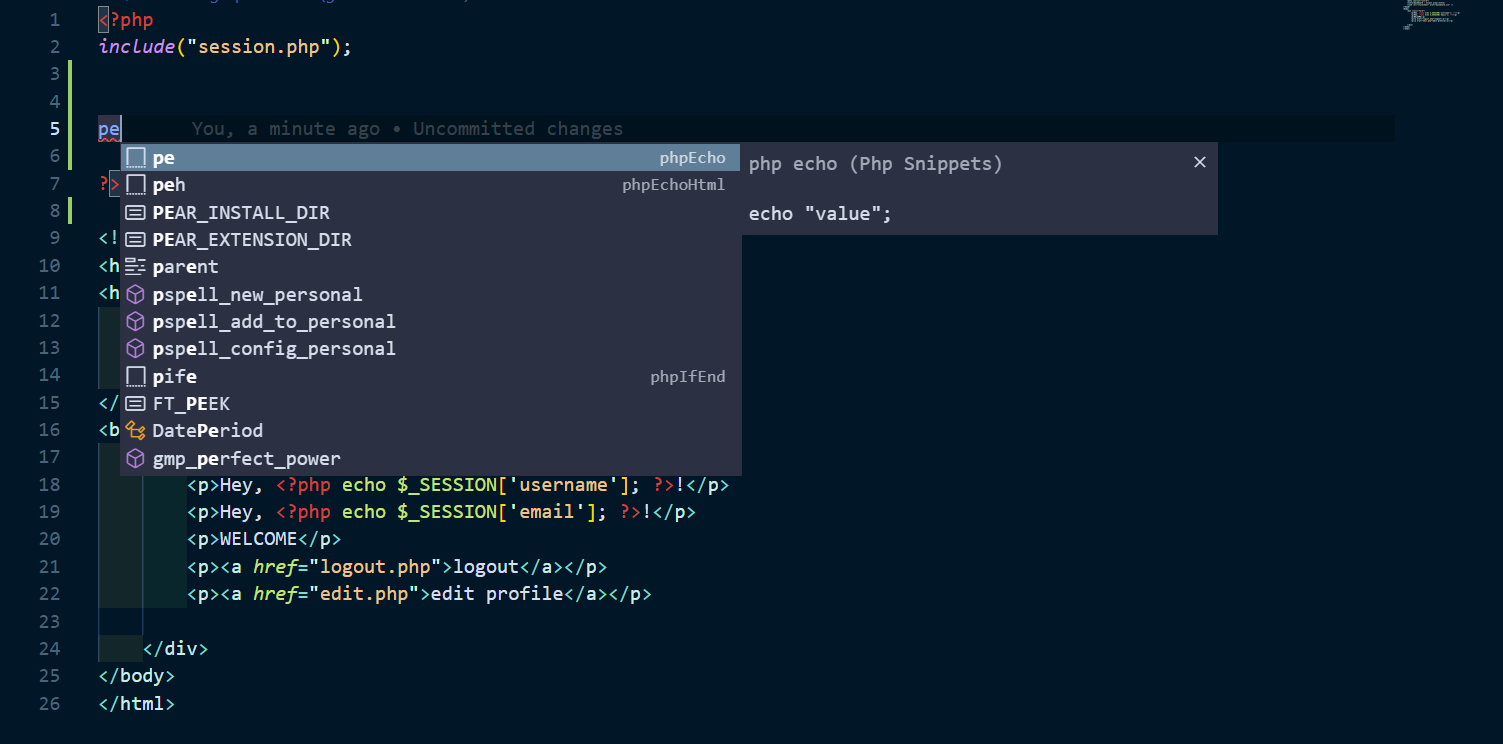 1 <?php
2 include("session.php");
3
4
5 pe You, a minute ago • Uncommitted changes
6
7 ?>
8
9 <!
10 <h
11 <h
12
13
14
15 </
16 <b
17
pe phpEcho
peh phpEchoHtml
PEAR_INSTALL_DIR
PEAR_EXTENSION_DIR
parent
pspell_new_personal
pspell_add_to_personal
pspell_config_personal
pife phpIfEnd
FT_PEEK
DatePeriod
gmp_perfect_power
php echo (Php Snippets) ×
echo "value";
18 <p>Hey, <?php echo $_SESSION['username']; ?>!</p>
19 <p>Hey, <?php echo $_SESSION['email']; ?>!</p>
20 <p>WELCOME</p>
21 <p><a href="logout.php">logout</a></p>
22 <p><a href="edit.php">edit profile</a></p>
23
24 </div>
25 </body>
26 </html>